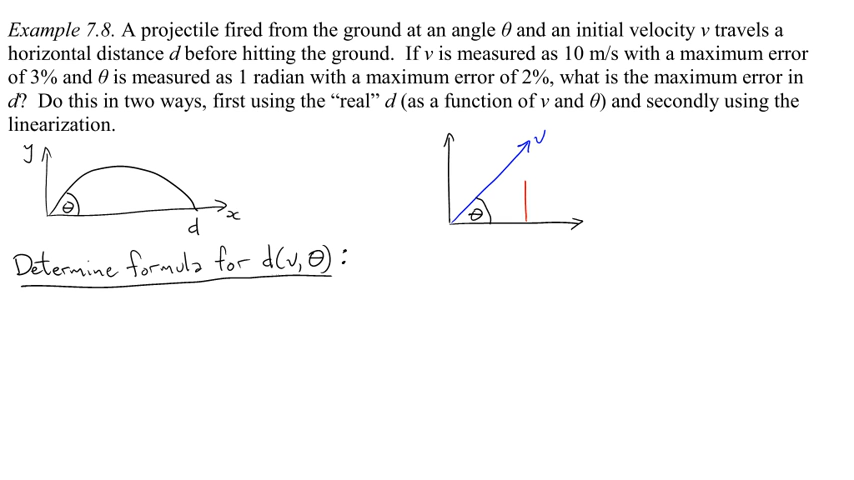 Example 7.8. A projectile fired from the ground at an angle θ and an initial velocity v travels a
horizontal distance d before hitting the ground.  If v is measured as 10 m/s with a maximum error
of 3% and θ is measured as 1 radian with a maximum error of 2%, what is the maximum error in
d?  Do this in two ways, first using the “real” d (as a function of v and θ) and secondly using the
linearization.
y
v
θ
θ
x
d
Determine formula for d(v, θ):